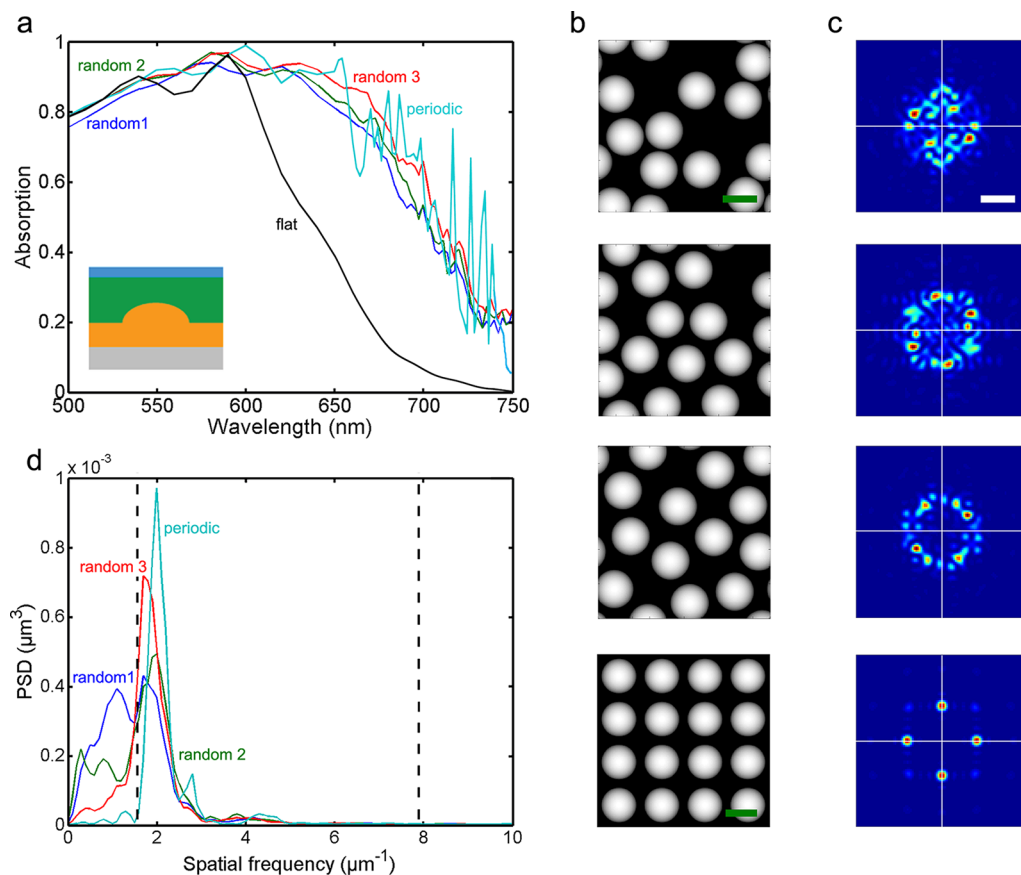 a
b
c
1
0.8
0.6
0.4
0.2
0
Absorption
random 2
random1
random 3
periodic
flat
500 550 600 650 700 750
Wavelength (nm)
d
x 10⁻³
1
0.8
0.6
0.4
0.2
0
PSD (μm³)
periodic
random 3
random1
random 2
0 2 4 6 8 10
Spatial frequency (μm⁻¹)